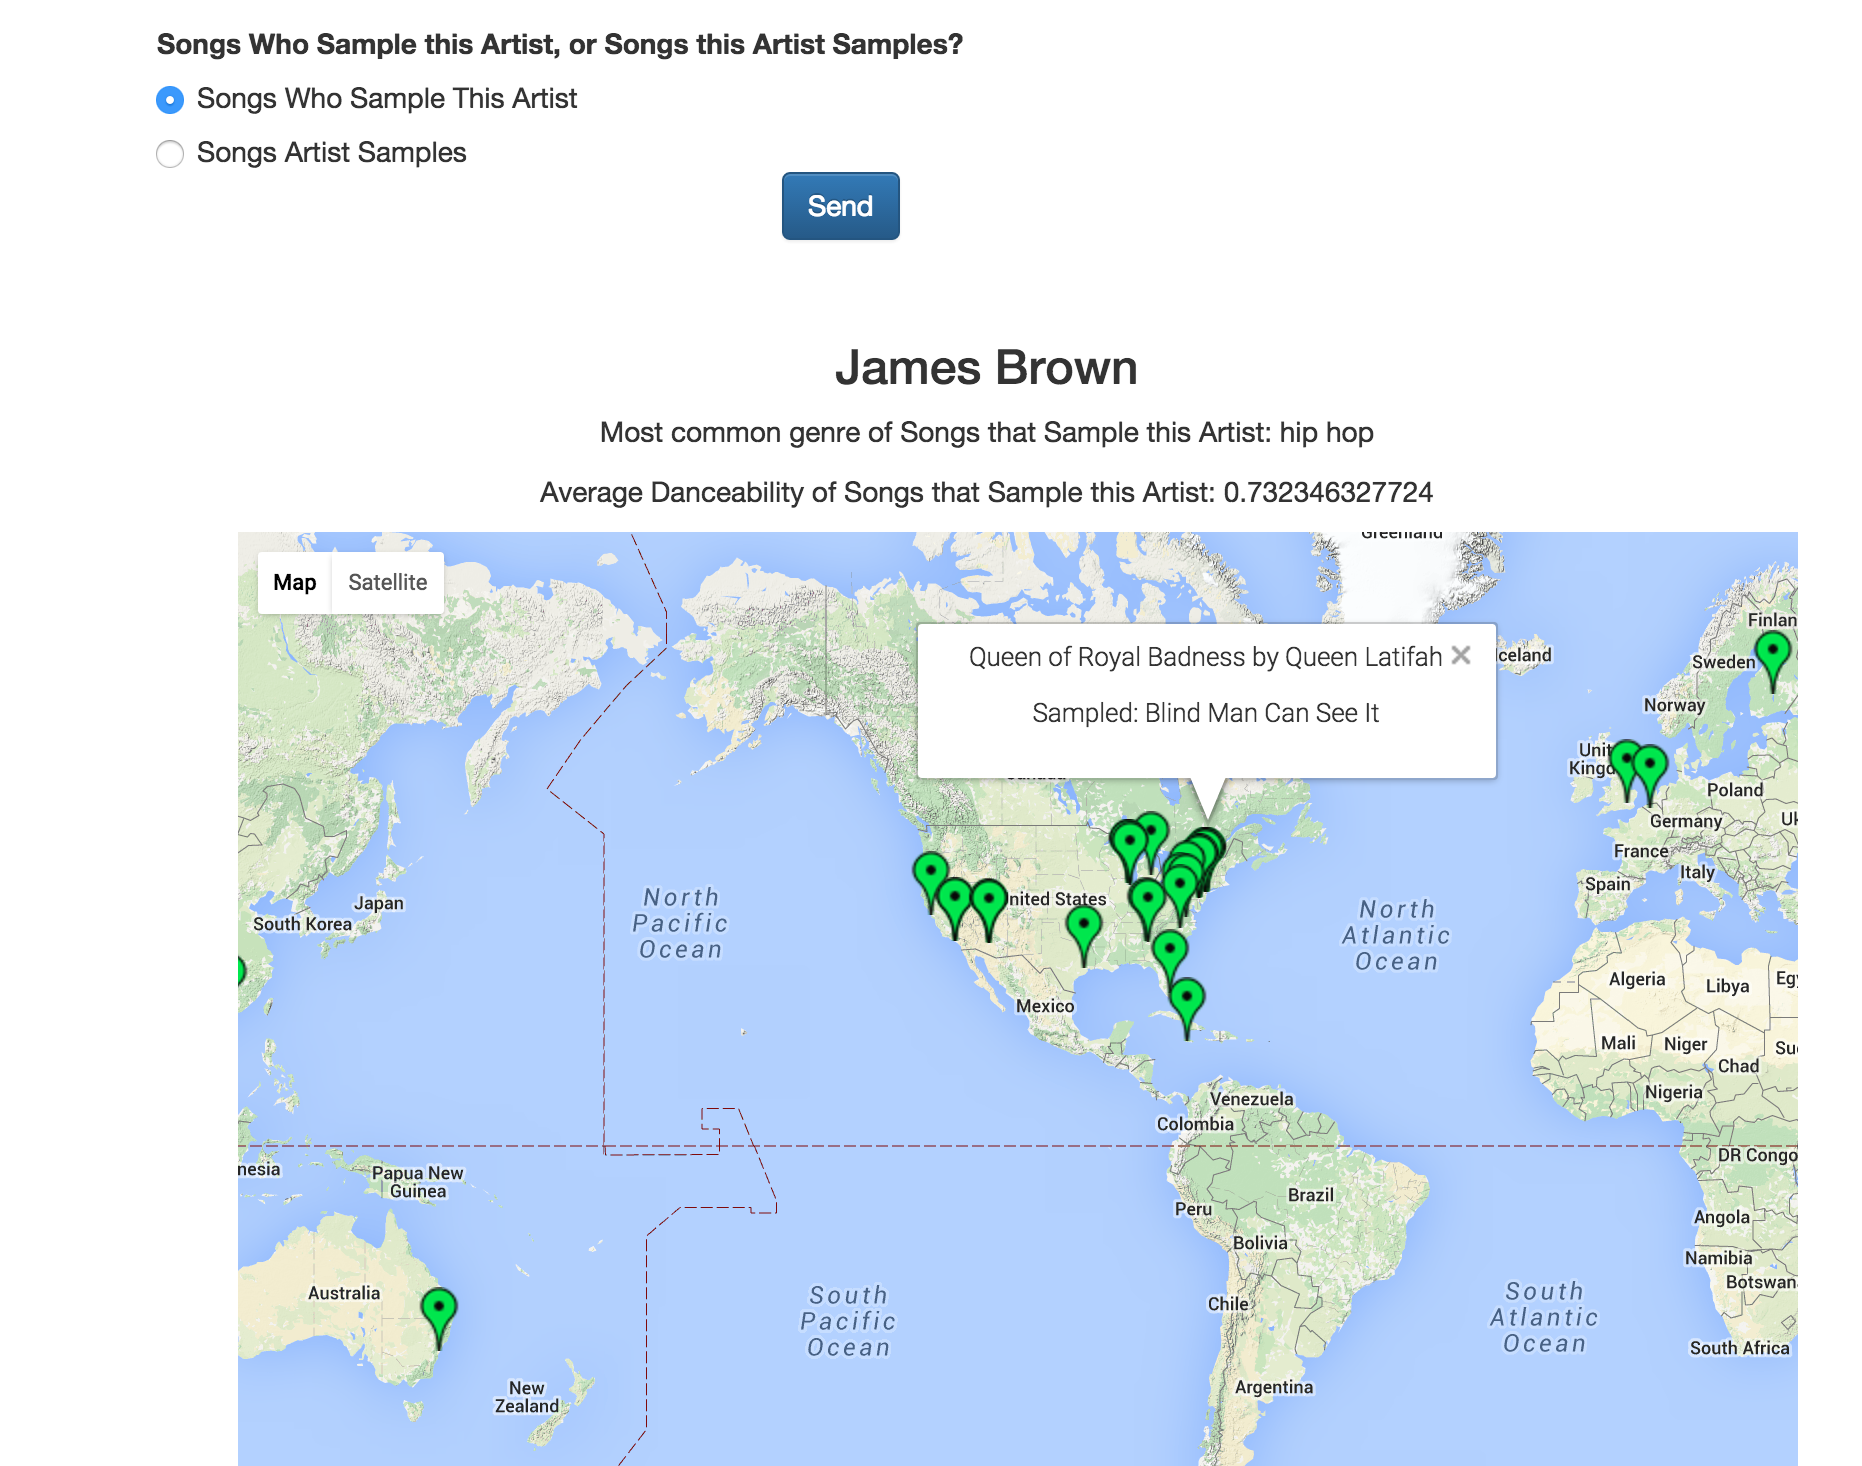 Songs Who Sample this Artist, or Songs this Artist Samples?
Songs Who Sample This Artist
Songs Artist Samples
Send
James Brown
Most common genre of Songs that Sample this Artist: hip hop
Average Danceability of Songs that Sample this Artist: 0.732346327724
Greenland
Map
Satellite
Finlan
Queen of Royal Badness by Queen Latifah
Sampled: Blind Man Can See It
celand
Sweden
Norway
Unit
Kingd
Poland
Germany
Uk
France
Italy
Spain
nited States
Japan
South Korea
North
Pacific
Ocean
North
Atlantic
Ocean
Mexico
Algeria
Libya
Egy
Mali
Niger
Chad
Su
Nigeria
Venezuela
Colombia
DR Congo
nesia
Papua New
Guinea
Brazil
Peru
Angola
Bolivia
Namibia
Botswan
Australia
South
Pacific
Ocean
Chile
South
Atlantic
Ocean
South Africa
New
Zealand
Argentina